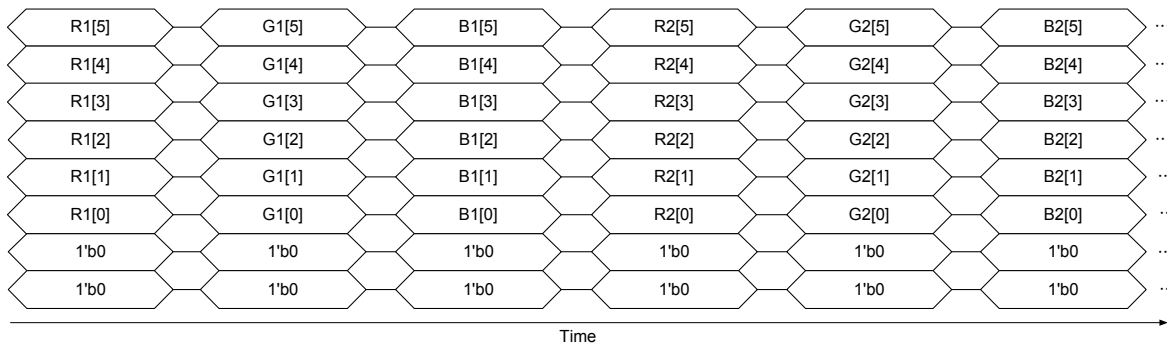 R1[5] G1[5] B1[5] R2[5] G2[5] B2[5] ...
R1[4] G1[4] B1[4] R2[4] G2[4] B2[4] ...
R1[3] G1[3] B1[3] R2[3] G2[3] B2[3] ...
R1[2] G1[2] B1[2] R2[2] G2[2] B2[2] ...
R1[1] G1[1] B1[1] R2[1] G2[1] B2[1] ...
R1[0] G1[0] B1[0] R2[0] G2[0] B2[0] ...
1'b0 1'b0 1'b0 1'b0 1'b0 1'b0 ...
1'b0 1'b0 1'b0 1'b0 1'b0 1'b0 ...
Time